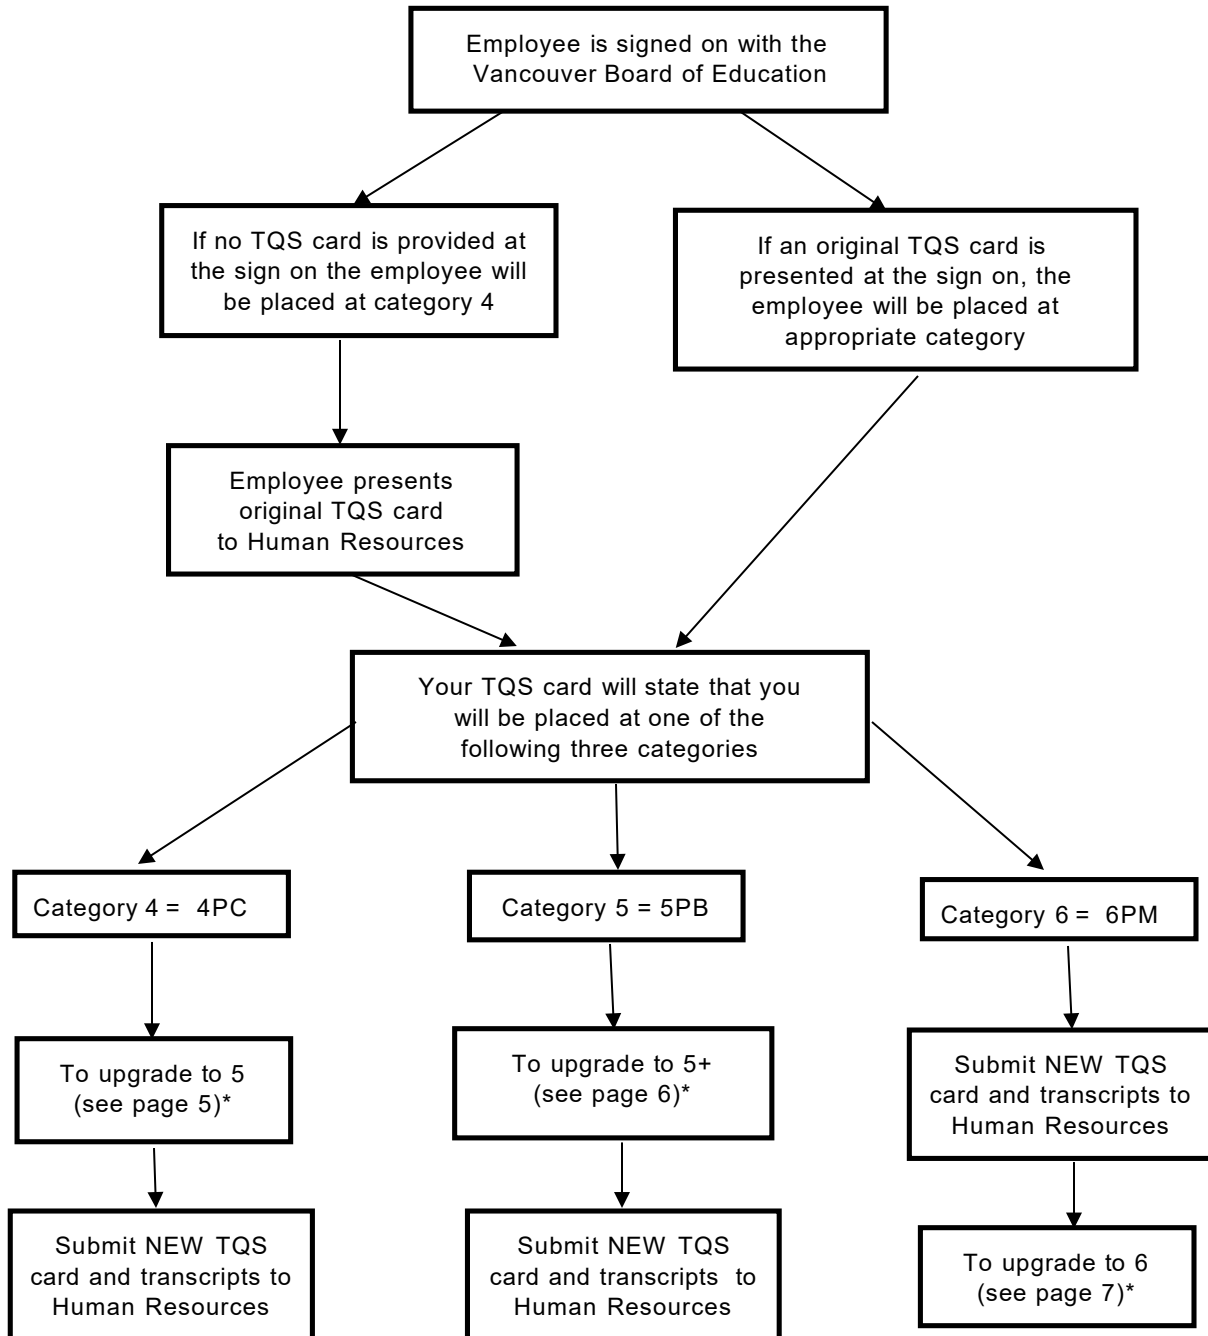 Employee is signed on with the
Vancouver Board of Education
If no TQS card is provided at
the sign on the employee will
be placed at category 4
If an original TQS card is
presented at the sign on, the
employee will be placed at
appropriate category
Employee presents
original TQS card
to Human Resources
Your TQS card will state that you
will be placed at one of the
following three categories
Category 4 = 4PC
Category 5 = 5PB
Category 6 = 6PM
To upgrade to 5
(see page 5)*
To upgrade to 5+
(see page 6)*
Submit NEW TQS
card and transcripts to
Human Resources
Submit NEW TQS
card and transcripts to
Human Resources
Submit NEW TQS
card and transcripts to
Human Resources
To upgrade to 6
(see page 7)*